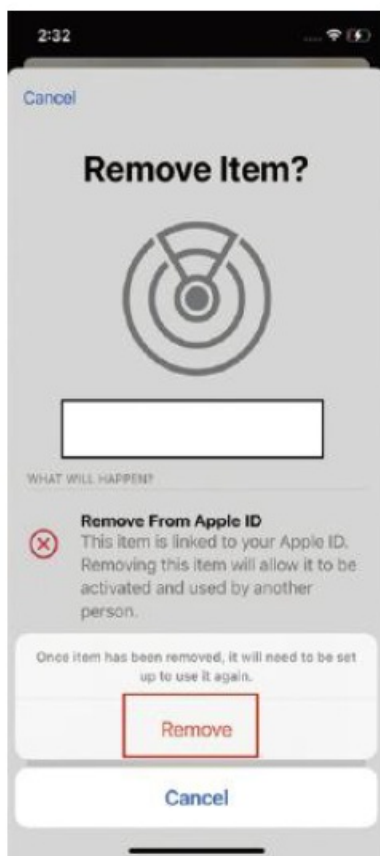 2:32
Cancel
Remove Item?
WHAT WILL HAPPEN?
Remove From Apple ID
This item is linked to your Apple ID.
Removing this item will allow it to be
activated and used by another
person.
Once item has been removed, it will need to be set
up to use it again.
Remove
Cancel